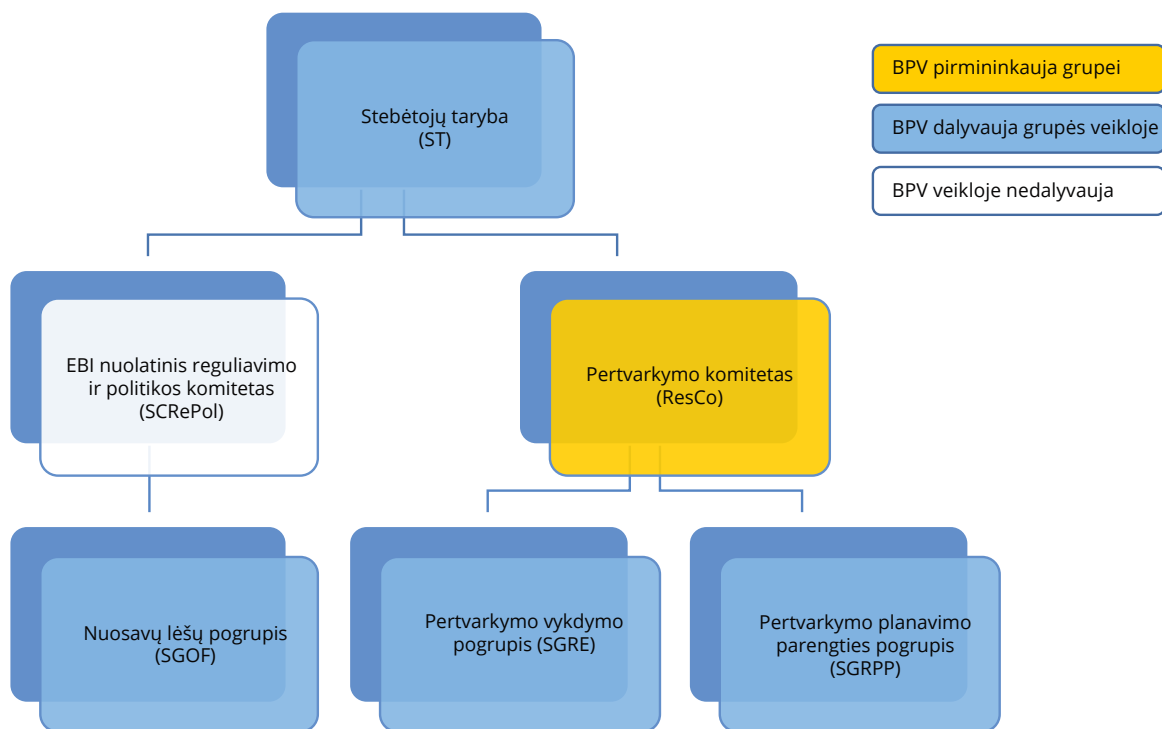 Stebėtojų taryba
(ST)
BPV pirmininkauja grupei
BPV dalyvauja grupės veikloje
BPV veikloje nedalyvauja
EBI nuolatinis reguliavimo
ir politikos komitetas
(SCRePol)
Pertvarkymo komitetas
(ResCo)
Nuosavų lėšų pogrupis
(SGOF)
Pertvarkymo vykdymo
pogrupis (SGRE)
Pertvarkymo planavimo
parengties pogrupis
(SGRPP)